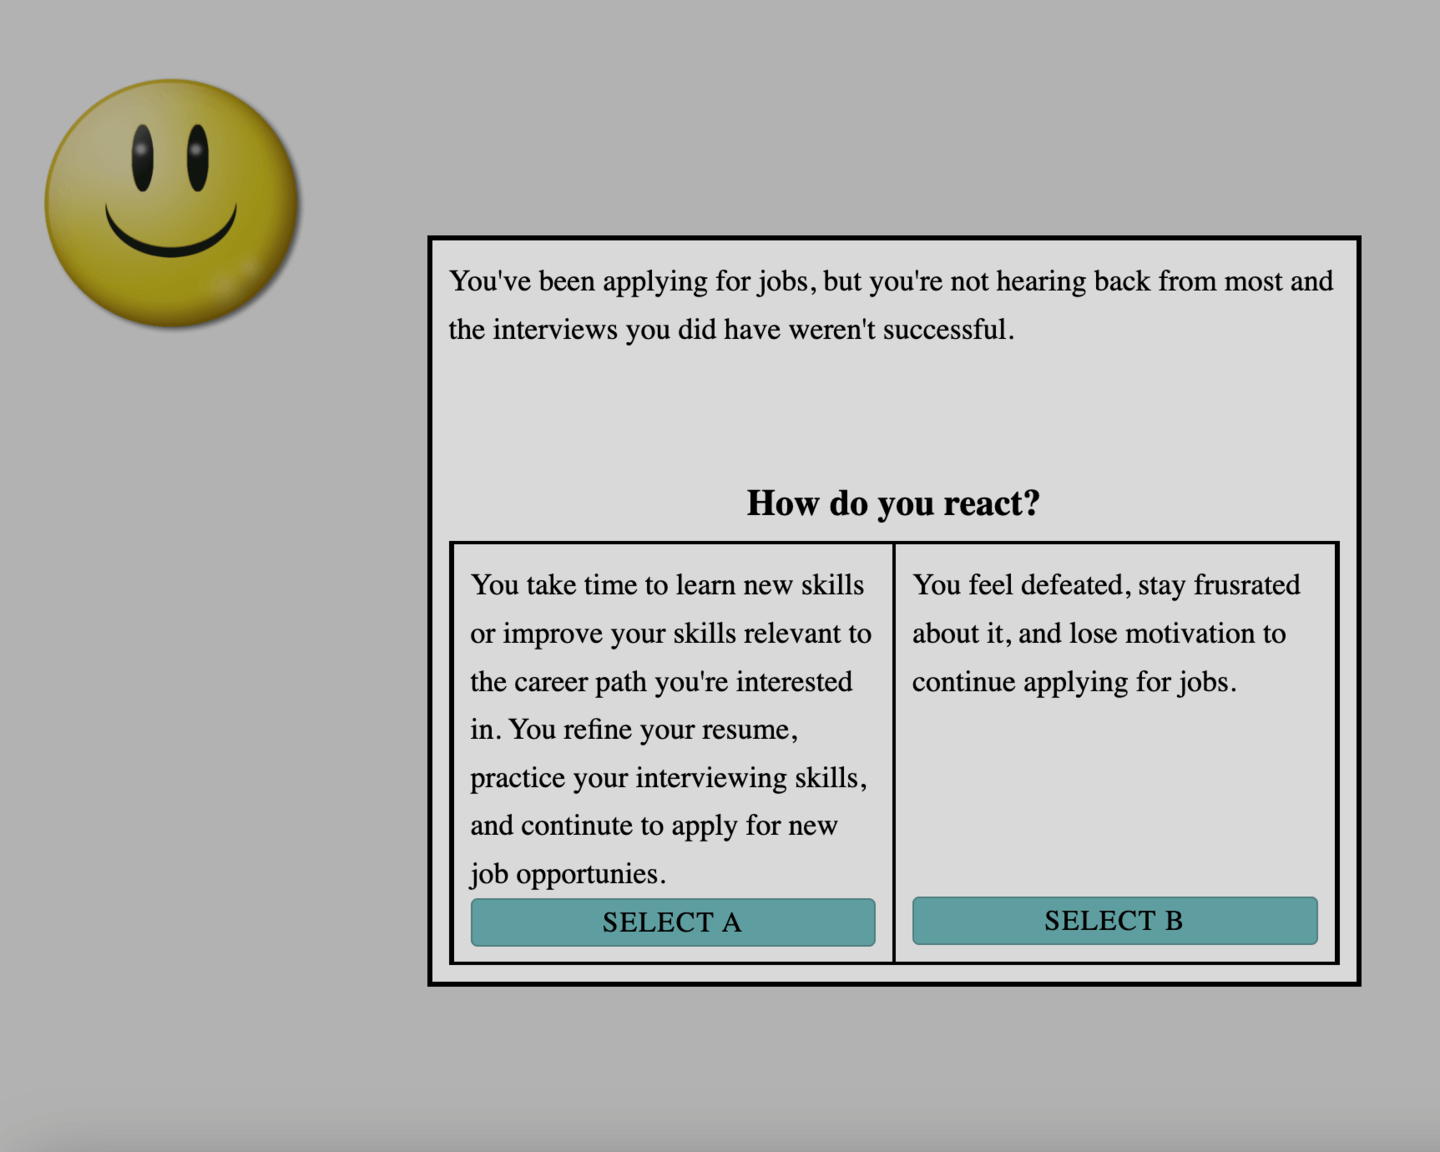 You've been applying for jobs, but you're not hearing back from most and
the interviews you did have weren't successful.
How do you react?
You take time to learn new skills
or improve your skills relevant to
the career path you're interested
in. You refine your resume,
practice your interviewing skills,
and continute to apply for new
job opportunies.
SELECT A
You feel defeated, stay frusrated
about it, and lose motivation to
continue applying for jobs.
SELECT B